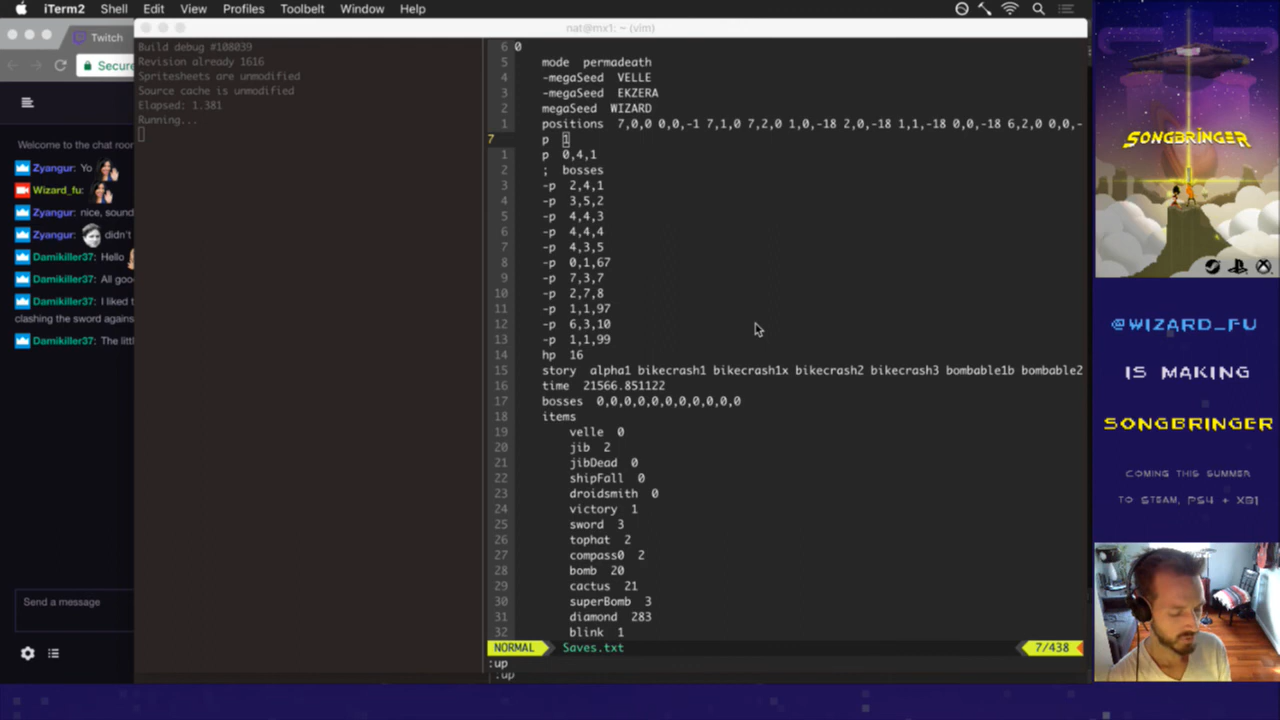 iTerm2 Shell Edit View Profiles Toolbelt Window Help
nat@mx1: ~ (vim)
Twitch
Secure
Welcome to the chat room
Zyangur: Yo
Wizard_fu:
Zyangur: nice, sound
Zyangur: didn't
Damikiller37: Hello
Damikiller37: All good
Damikiller37: I liked t
clashing the sword agains
Damikiller37: The littl
Send a message
Build debug #108039
Revision already 1616
Spritesheets are unmodified
Source cache is unmodified
Elapsed: 1.381
Running...
6 0
5 mode permadeath
4 -megaSeed VELLE
3 -megaSeed EKZERA
2 megaSeed WIZARD
1 positions 7,0,0 0,0,-1 7,1,0 7,2,0 1,0,-18 2,0,-18 1,1,-18 0,0,-18 6,2,0 0,0,-
7 p 1
1 p 0,4,1
2 ; bosses
3 -p 2,4,1
4 -p 3,5,2
5 -p 4,4,3
6 -p 4,4,4
7 -p 4,3,5
8 -p 0,1,67
9 -p 7,3,7
10 -p 2,7,8
11 -p 1,1,97
12 -p 6,3,10
13 -p 1,1,99
14 hp 16
15 story alpha1 bikecrash1 bikecrash1x bikecrash2 bikecrash3 bombable1b bombable2
16 time 21566.851122
17 bosses 0,0,0,0,0,0,0,0,0,0,0
18 items
19 velle 0
20 jib 2
21 jibDead 0
22 shipFall 0
23 droidsmith 0
24 victory 1
25 sword 3
26 tophat 2
27 compass0 2
28 bomb 20
29 cactus 21
30 superBomb 3
31 diamond 283
32 blink 1
NORMAL Saves.txt 7/438
:up
:up
SONGBRINGER
@WIZARD_FU
IS MAKING
SONGBRINGER
COMING THIS SUMMER
TO STEAM, PS4 + XB1